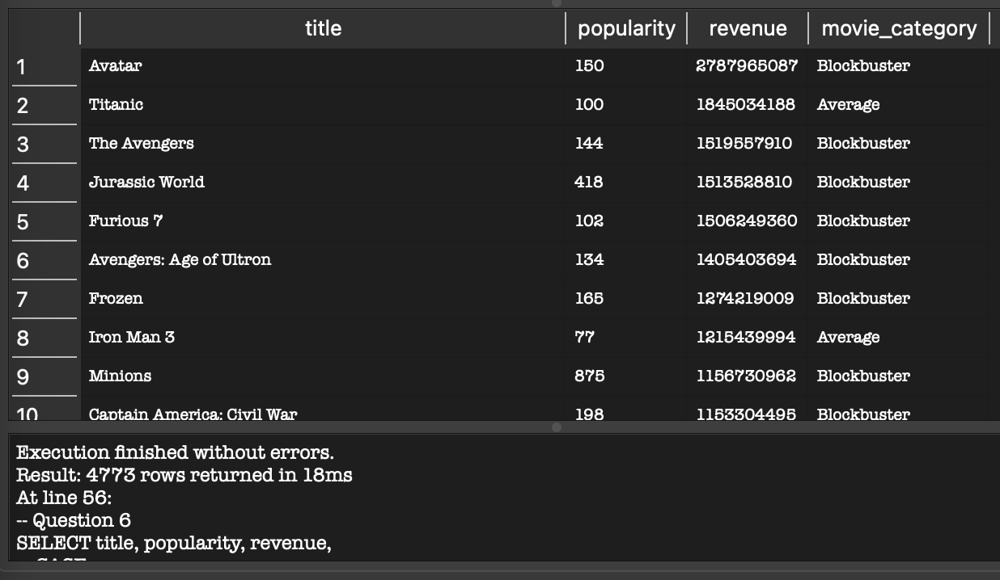 title popularity revenue movie_category
1 Avatar 150 2787965087 Blockbuster
2 Titanic 100 1845034188 Average
3 The Avengers 144 1519557910 Blockbuster
4 Jurassic World 418 1513528810 Blockbuster
5 Furious 7 102 1506249360 Blockbuster
6 Avengers: Age of Ultron 134 1405403694 Blockbuster
7 Frozen 165 1274219009 Blockbuster
8 Iron Man 3 77 1215439994 Average
9 Minions 875 1156730962 Blockbuster
10 Captain America: Civil War 198 1153304495 Blockbuster
Execution finished without errors.
Result: 4773 rows returned in 18ms
At line 56:
-- Question 6
SELECT title, popularity, revenue,